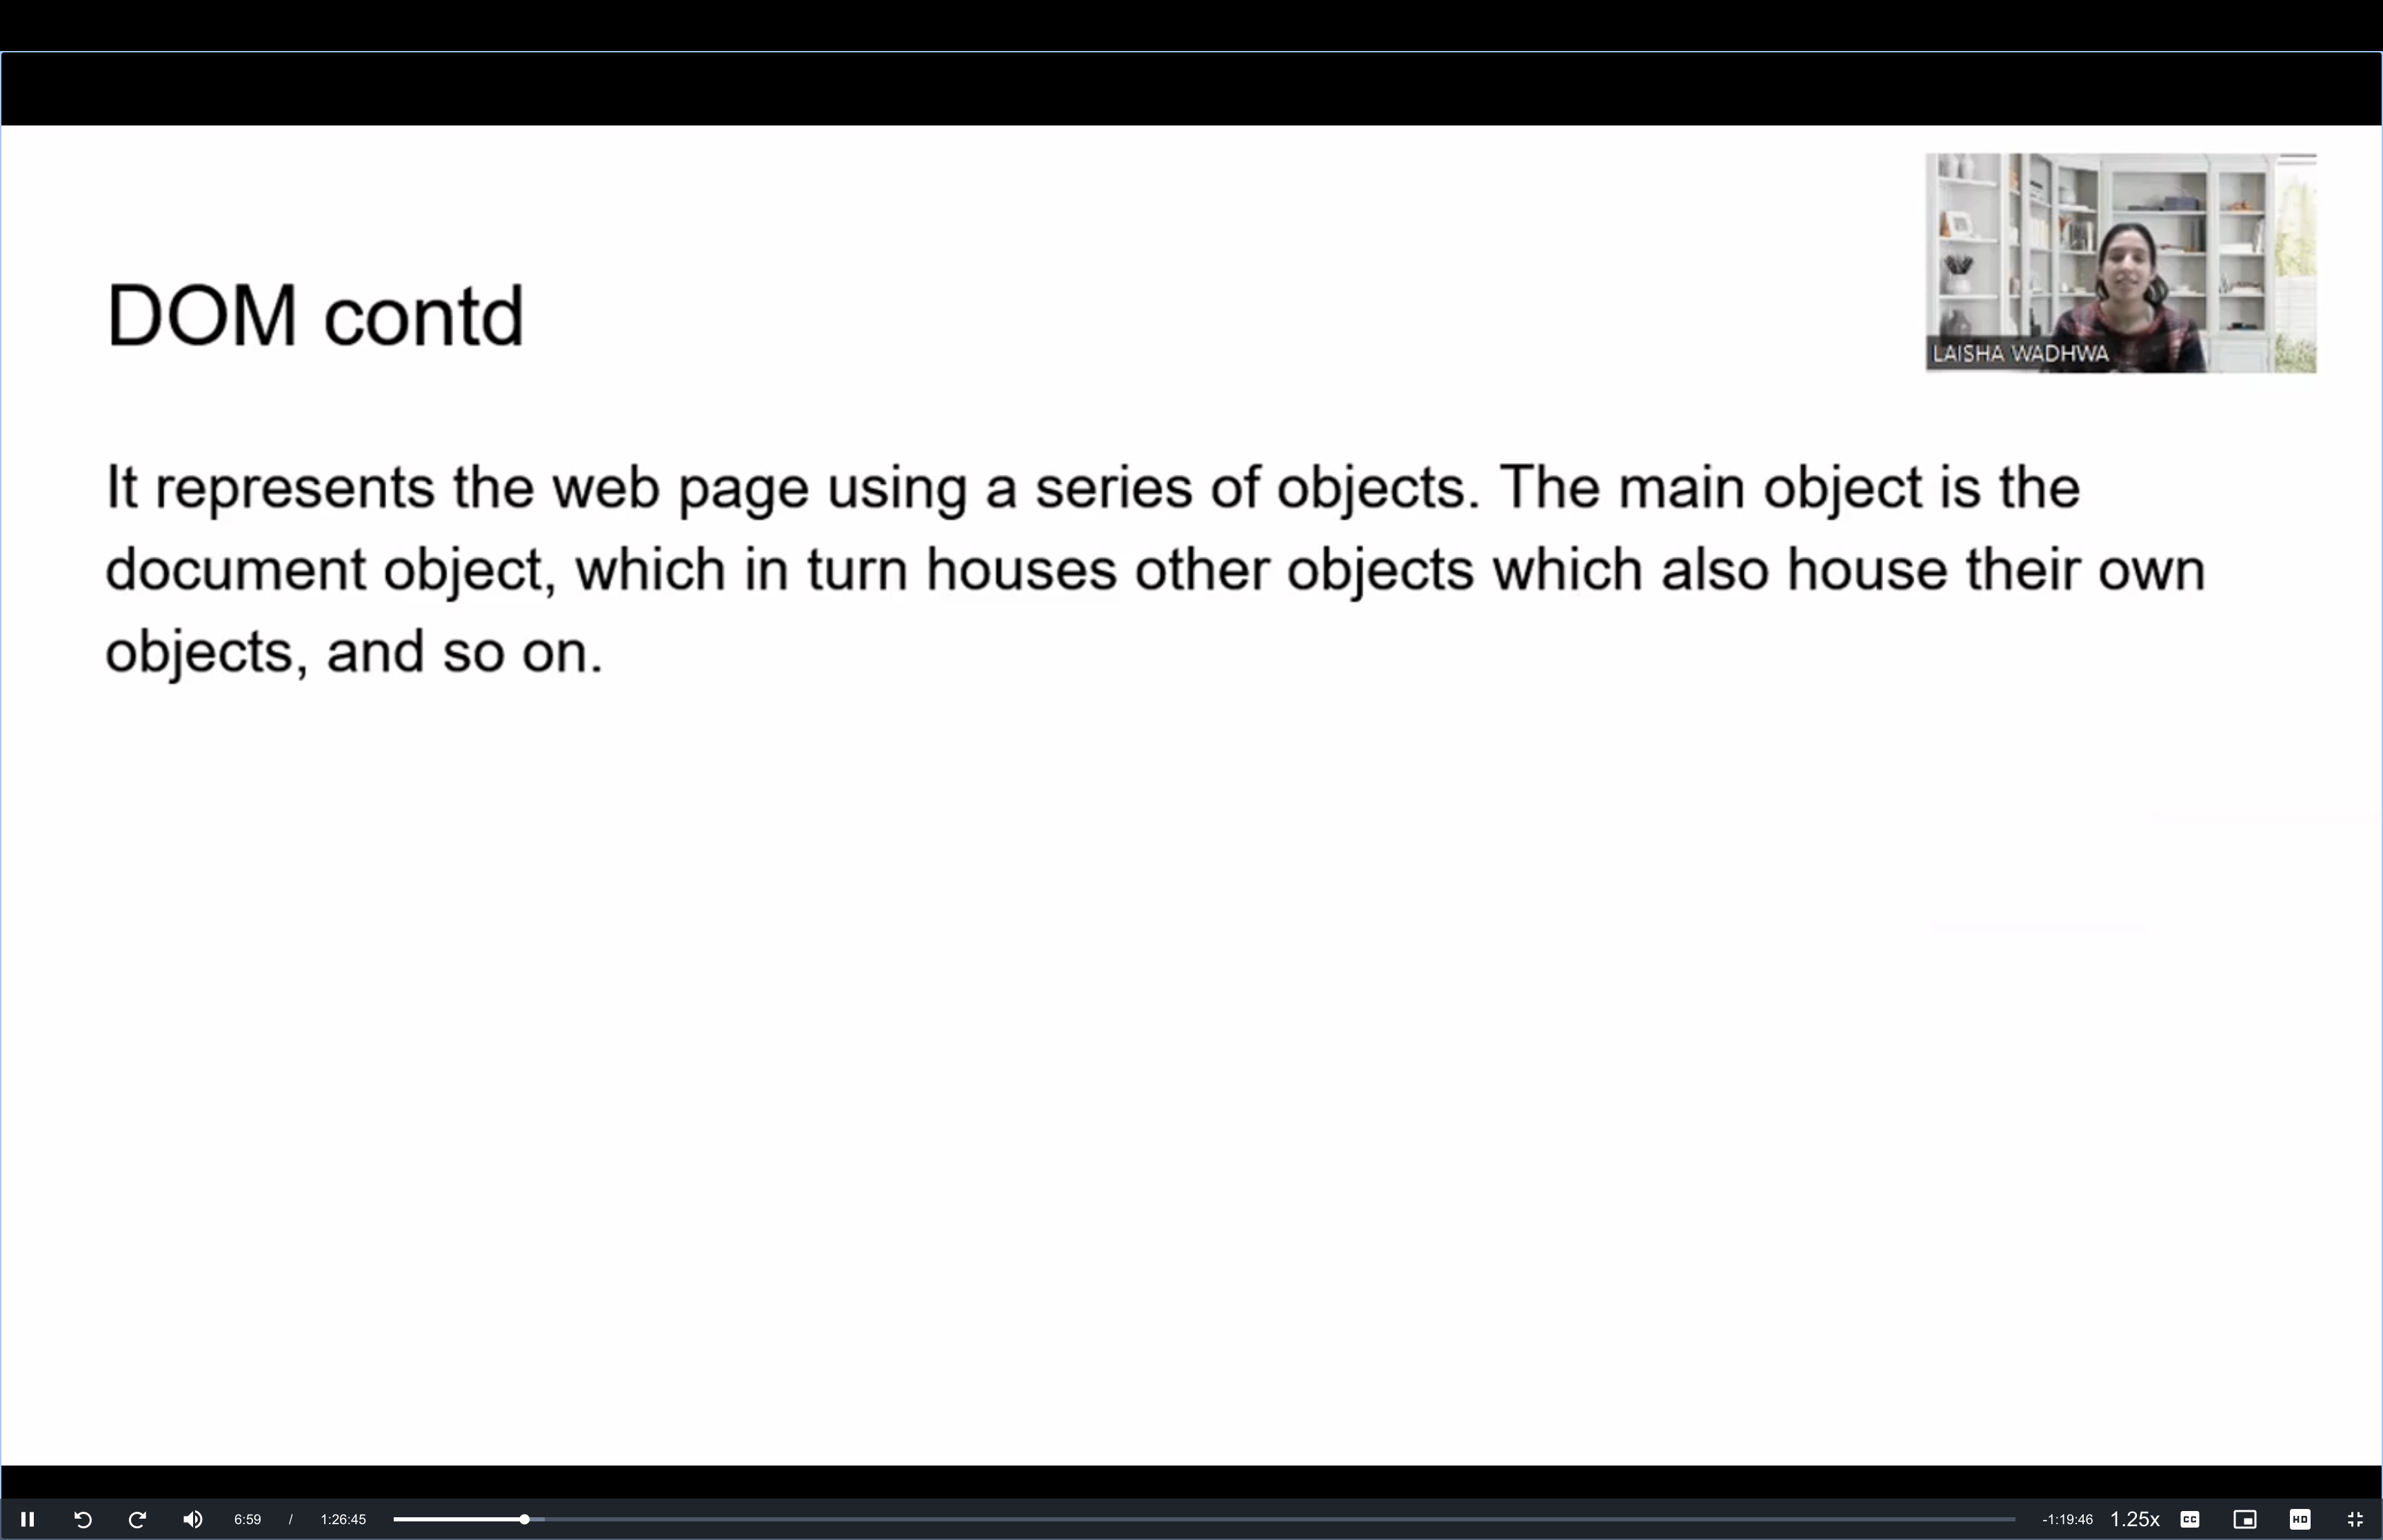 DOM contd
LAISHA WADHWA
It represents the web page using a series of objects. The main object is the
document object, which in turn houses other objects which also house their own
objects, and so on.
6:59 / 1:26:45
-1:19:46
1.25x
CC
HD